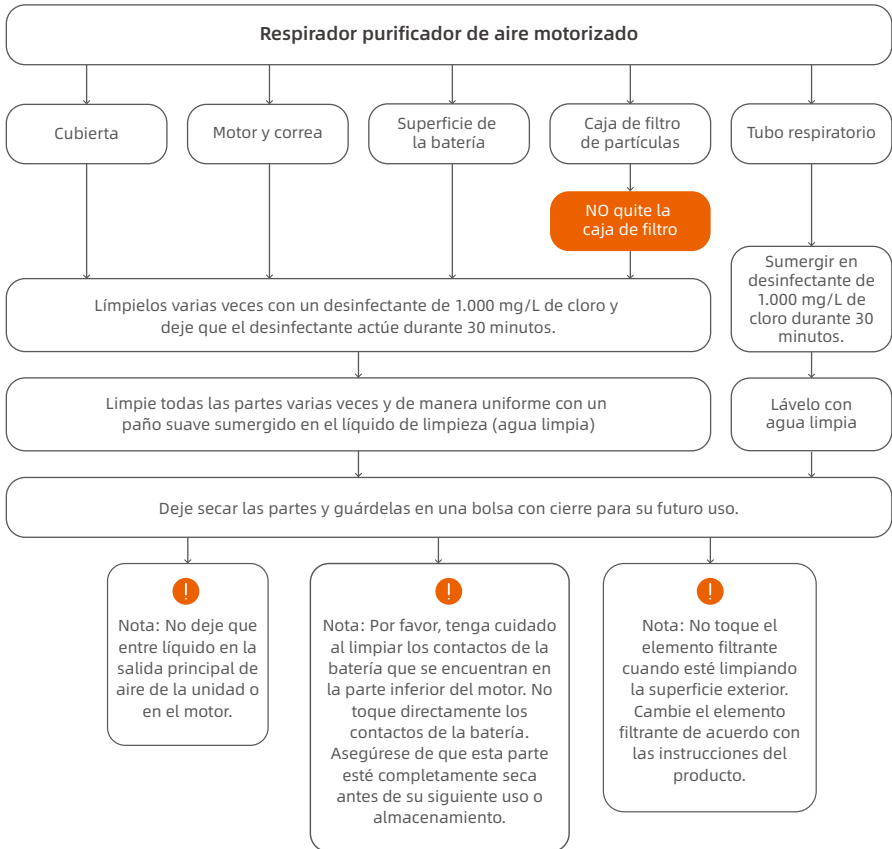 Respirador purificador de aire motorizado
Cubierta
Motor y correa
Superficie de
la batería
Caja de filtro
de partículas
Tubo respiratorio
NO quite la
caja de filtro
Límpielos varias veces con un desinfectante de 1.000 mg/L de cloro y
deje que el desinfectante actúe durante 30 minutos.
Sumergir en
desinfectante de
1.000 mg/L de
cloro durante 30
minutos.
Limpie todas las partes varias veces y de manera uniforme con un
paño suave sumergido en el líquido de limpieza (agua limpia)
Lávelo con
agua limpia
Deje secar las partes y guárdelas en una bolsa con cierre para su futuro uso.
!
Nota: No deje que
entre líquido en la
salida principal de
aire de la unidad o
en el motor.
!
Nota: Por favor, tenga cuidado
al limpiar los contactos de la
batería que se encuentran en
la parte inferior del motor. No
toque directamente los
contactos de la batería.
Asegúrese de que esta parte
esté completamente seca
antes de su siguiente uso o
almacenamiento.
!
Nota: No toque el
elemento filtrante
cuando esté limpiando
la superficie exterior.
Cambie el elemento
filtrante de acuerdo con
las instrucciones del
producto.